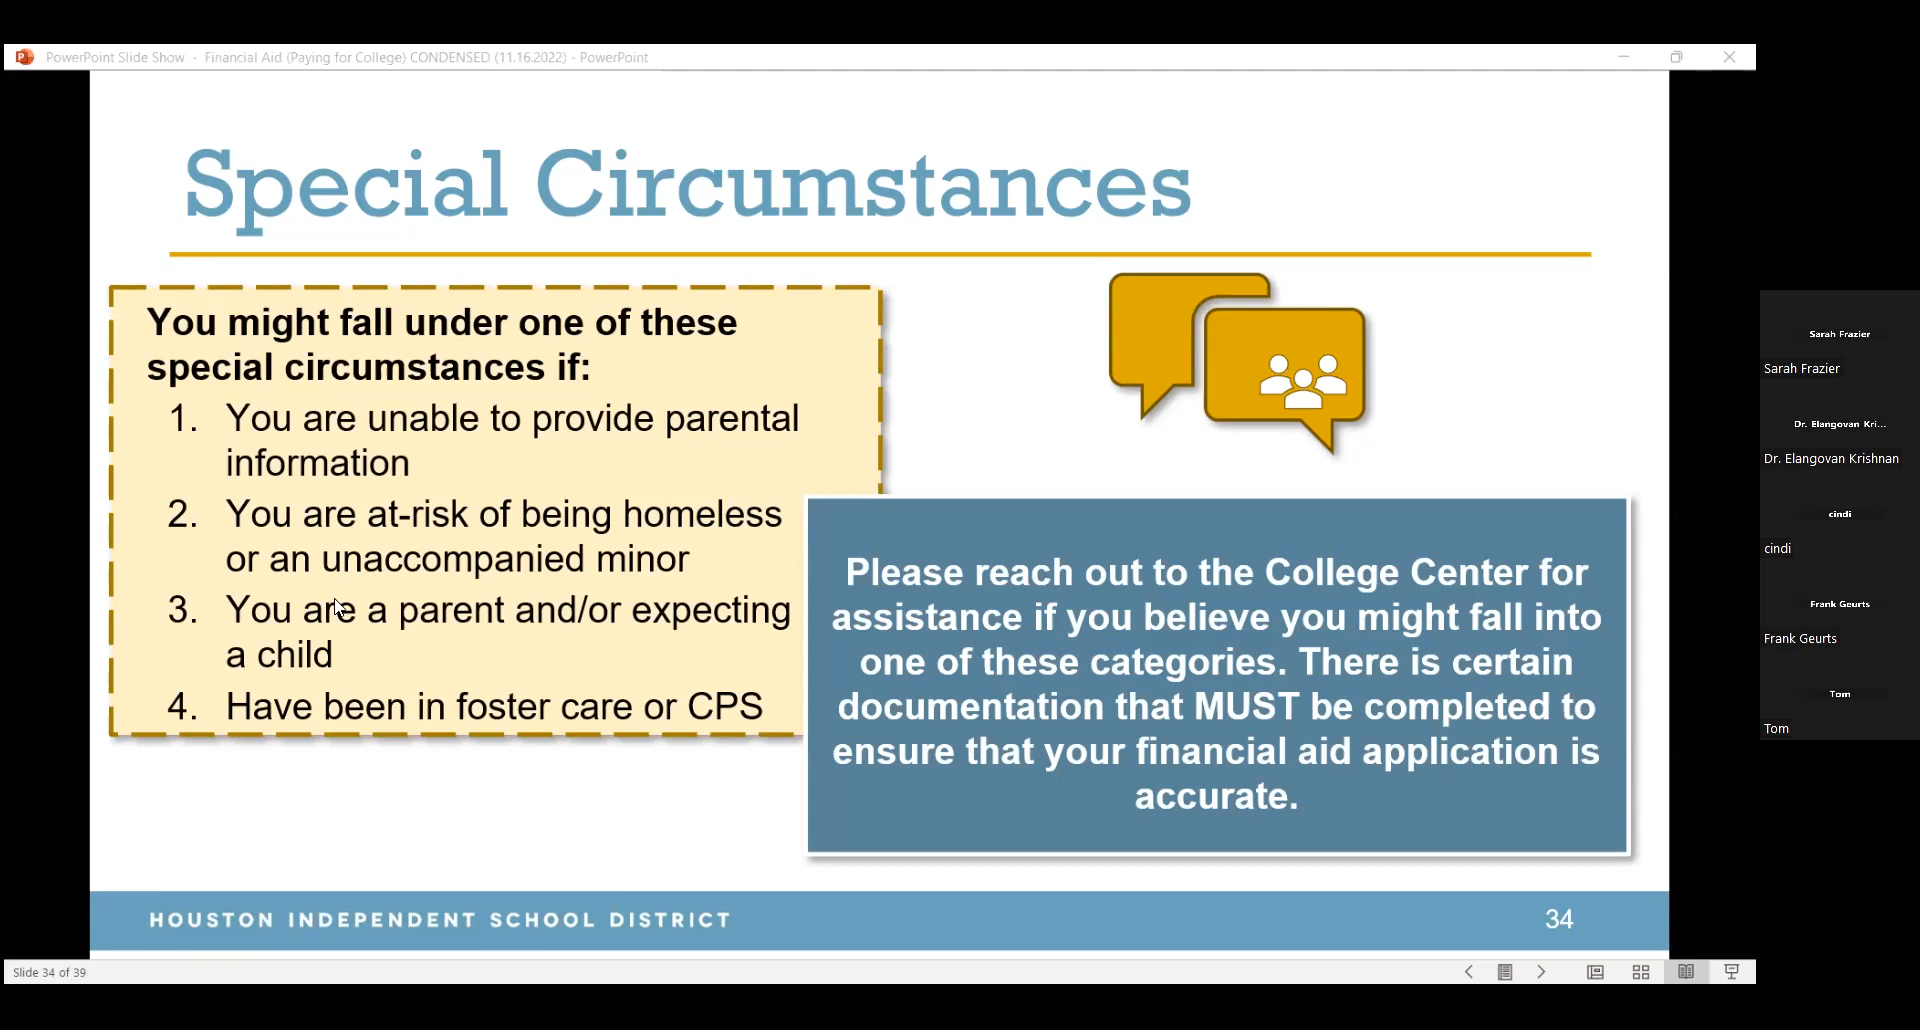 PowerPoint Slide Show - Financial Aid (Paying for College) CONDENSED (11.16.2022) - PowerPoint
Special Circumstances
You might fall under one of these
special circumstances if:
1. You are unable to provide parental
information
2. You are at-risk of being homeless
or an unaccompanied minor
3. You are a parent and/or expecting
a child
4. Have been in foster care or CPS
Please reach out to the College Center for
assistance if you believe you might fall into
one of these categories. There is certain
documentation that MUST be completed to
ensure that your financial aid application is
accurate.
HOUSTON INDEPENDENT SCHOOL DISTRICT
34
Slide 34 of 39
Sarah Frazier
Sarah Frazier
Dr. Elangovan Kri...
Dr. Elangovan Krishnan
cindi
cindi
Frank Geurts
Frank Geurts
Tom
Tom